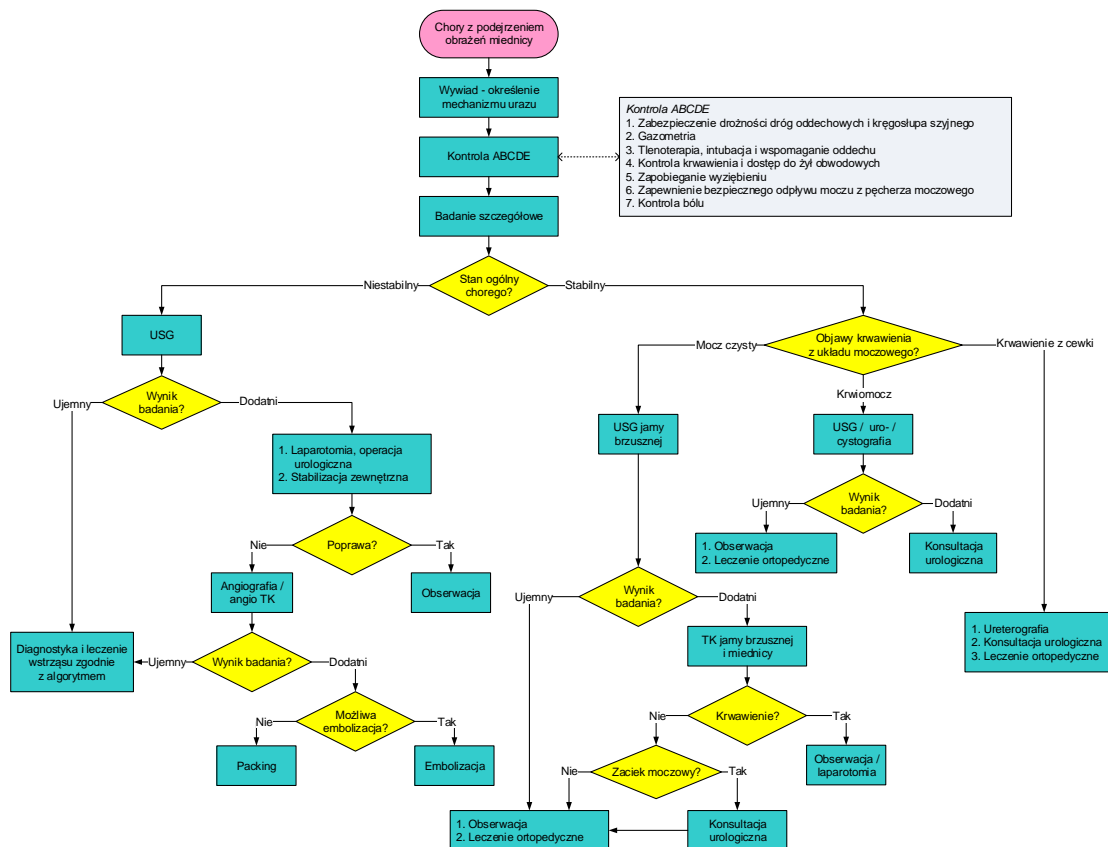 Chory z podejrzeniem
obrażeń miednicy
Wywiad - określenie
mechanizmu urazu
Kontrola ABCDE
1. Zabezpieczenie drożności dróg oddechowych i kręgosłupa szyjnego
2. Gazometria
3. Tlenoterapia, intubacja i wspomaganie oddechu
4. Kontrola krwawienia i dostęp do żył obwodowych
5. Zapobieganie wyziębieniu
6. Zapewnienie bezpiecznego odpływu moczu z pęcherza moczowego
7. Kontrola bólu
Kontrola ABCDE
Badanie szczegółowe
Stan ogólny
chorego?
Niestabilny
Stabilny
USG
Wynik
badania?
Ujemny
Dodatni
1. Laparotomia, operacja
urologiczna
2. Stabilizacja zewnętrzna
Poprawa?
Nie
Tak
Angiografia /
angio TK
Obserwacja
Diagnostyka i leczenie
wstrząsu zgodnie
z algorytmem
Ujemny
Wynik badania?
Dodatni
Możliwa
embolizacja?
Nie
Tak
Packing
Embolizacja
Objawy krwawienia
z układu moczowego?
Mocz czysty
Krwawienie z cewki
Krwiomocz
USG jamy
brzusznej
USG / uro- /
cystografia
Wynik
badania?
Ujemny
Dodatni
1. Obserwacja
2. Leczenie ortopedyczne
Konsultacja
urologiczna
Wynik
badania?
Ujemny
Dodatni
TK jamy brzusznej
i miednicy
1. Ureterografia
2. Konsultacja urologiczna
3. Leczenie ortopedyczne
Krwawienie?
Nie
Tak
Obserwacja /
laparotomia
Zaciek moczowy?
Nie
Tak
1. Obserwacja
2. Leczenie ortopedyczne
Konsultacja
urologiczna